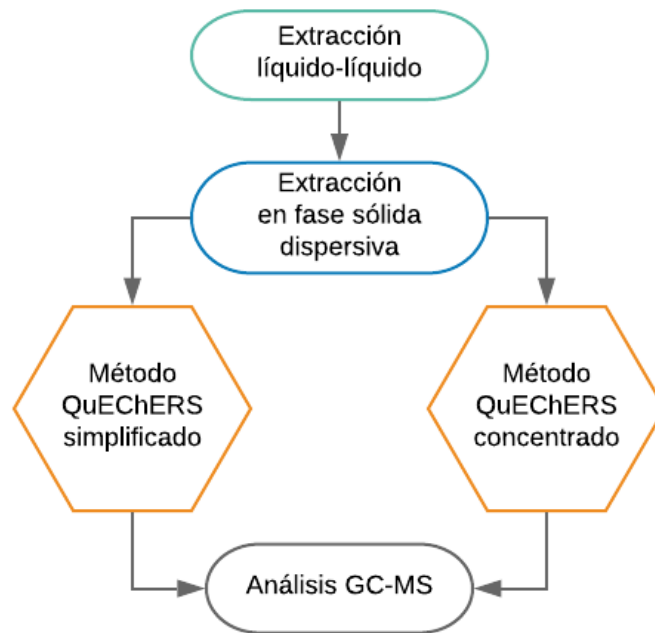 Extracción
líquido-líquido
Extracción
en fase sólida
dispersiva
Método
QuEChERS
simplificado
Método
QuEChERS
concentrado
Análisis GC-MS